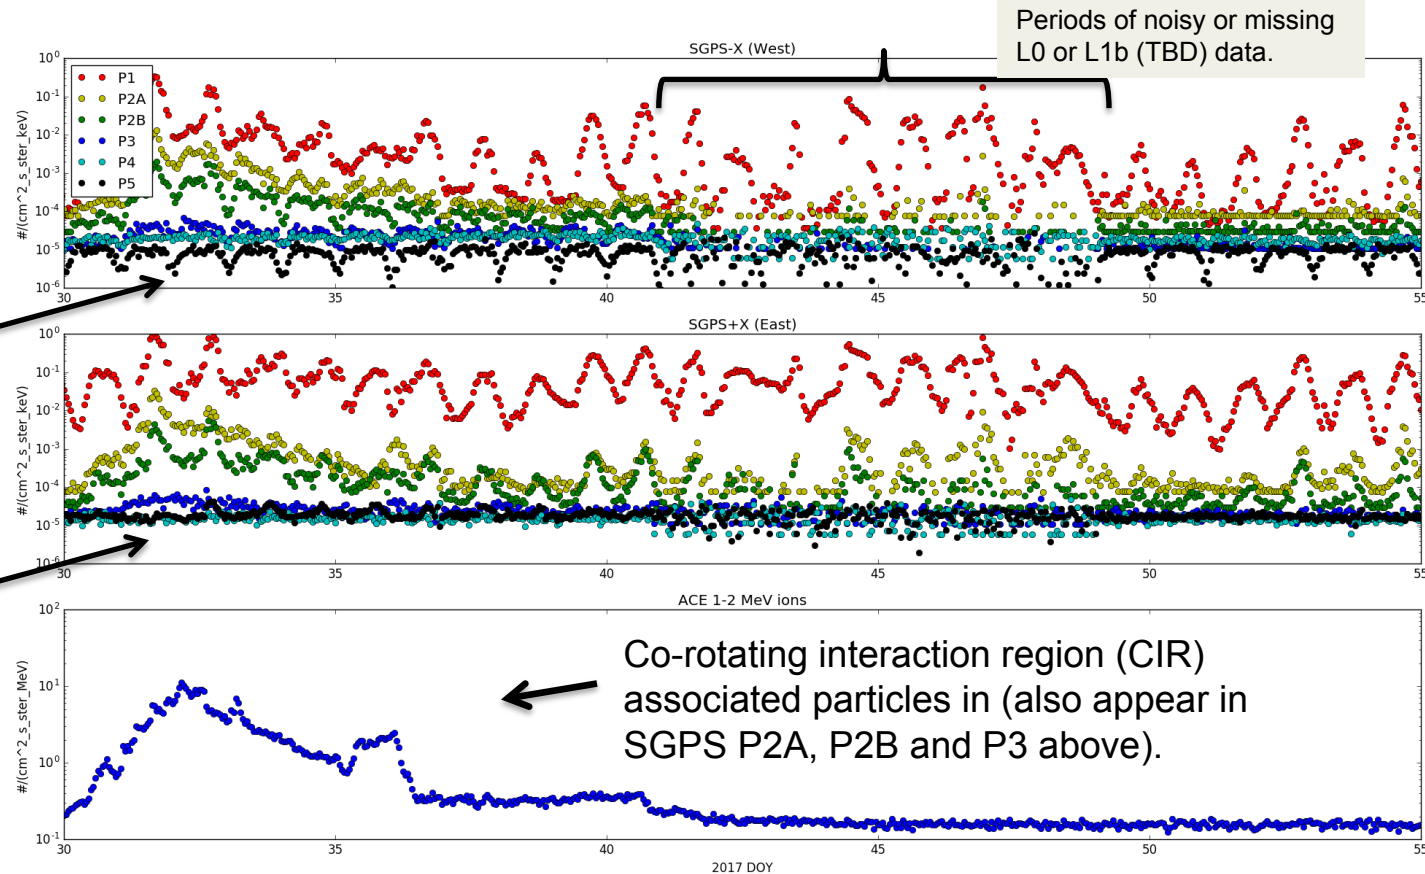 Periods of noisy or missing
L0 or L1b (TBD) data.
SGPS-X (West)
10^0
10^-1
10^-2
10^-3
10^-4
10^-5
10^-6
#/(cm^2_s_ster_keV)
P1
P2A
P2B
P3
P4
P5
30 35 40 45 50 55
SGPS+X (East)
10^0
10^-1
10^-2
10^-3
10^-4
10^-5
10^-6
#/(cm^2_s_ster_keV)
30 35 40 45 50 55
ACE 1-2 MeV ions
10^2
10^1
10^0
10^-1
#/(cm^2_s_ster_MeV)
Co-rotating interaction region (CIR)
associated particles in (also appear in
SGPS P2A, P2B and P3 above).
30 35 40 45 50 55
2017 DOY